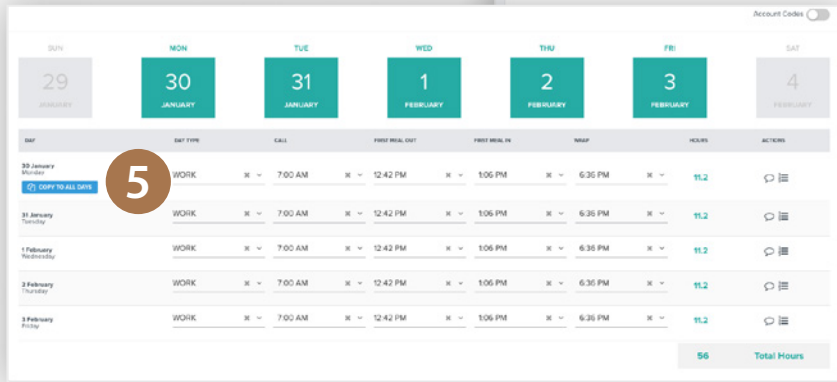 Account Codes
SUN MON TUE WED THU FRI SAT
29 30 31 1 2 3 4
JANUARY JANUARY JANUARY FEBRUARY FEBRUARY FEBRUARY FEBRUARY
DAY DAY TYPE CALL FIRST MEAL OUT FIRST MEAL IN WRAP HOURS ACTIONS
30 January
Monday
COPY TO ALL DAYS
5
WORK 7:00 AM 12:42 PM 1:06 PM 6:36 PM 11.2
31 January
Tuesday
WORK 7:00 AM 12:42 PM 1:06 PM 6:36 PM 11.2
1 February
Wednesday
WORK 7:00 AM 12:42 PM 1:06 PM 6:36 PM 11.2
2 February
Thursday
WORK 7:00 AM 12:42 PM 1:06 PM 6:36 PM 11.2
3 February
Friday
WORK 7:00 AM 12:42 PM 1:06 PM 6:36 PM 11.2
56 Total Hours